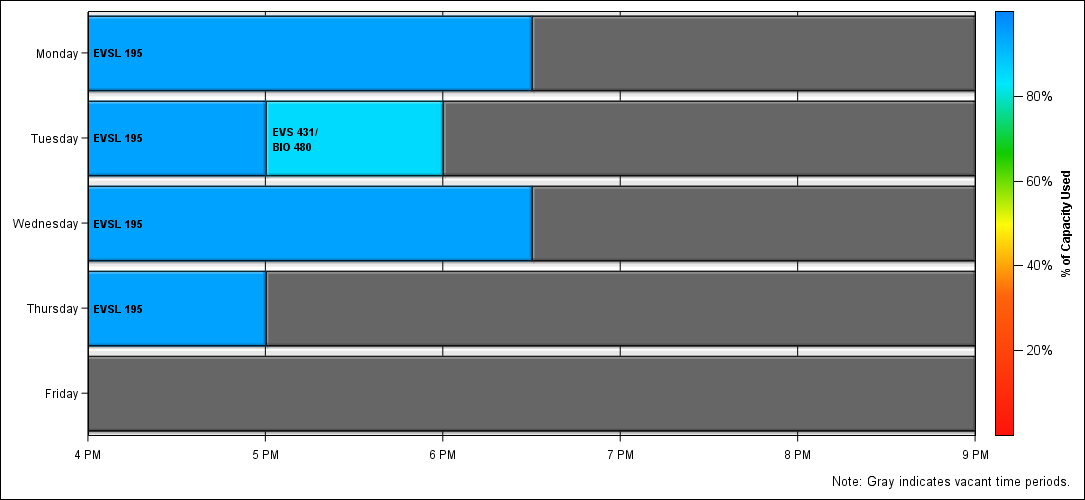 Monday
EVSL 195
Tuesday
EVSL 195
EVS 431/
BIO 480
Wednesday
EVSL 195
Thursday
EVSL 195
Friday
4 PM
5 PM
6 PM
7 PM
8 PM
9 PM
80%
60%
40%
20%
% of Capacity Used
Note: Gray indicates vacant time periods.